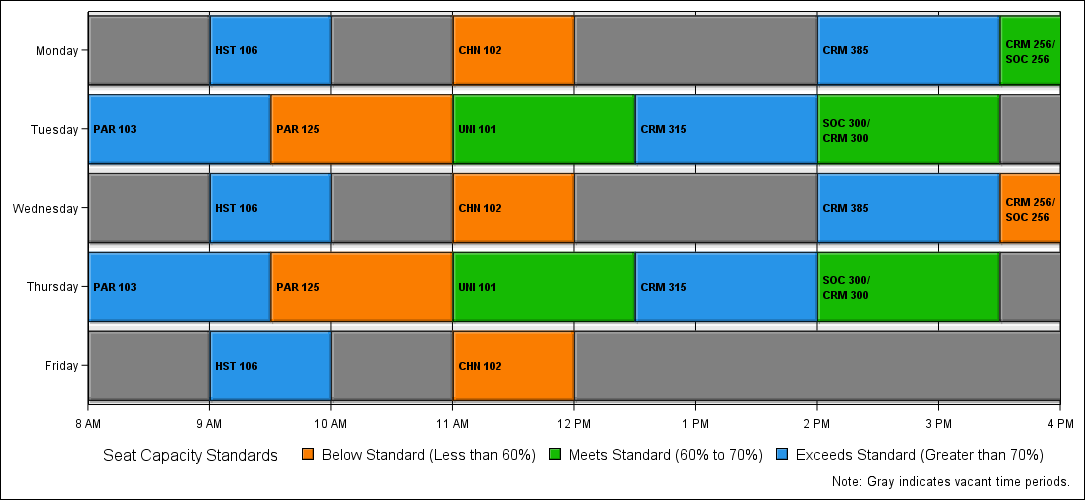 Monday
HST 106
CHN 102
CRM 385
CRM 256/
SOC 256
Tuesday
PAR 103
PAR 125
UNI 101
CRM 315
SOC 300/
CRM 300
Wednesday
HST 106
CHN 102
CRM 385
CRM 256/
SOC 256
Thursday
PAR 103
PAR 125
UNI 101
CRM 315
SOC 300/
CRM 300
Friday
HST 106
CHN 102
8 AM 9 AM 10 AM 11 AM 12 PM 1 PM 2 PM 3 PM 4 PM
Seat Capacity Standards Below Standard (Less than 60%) Meets Standard (60% to 70%) Exceeds Standard (Greater than 70%)
Note: Gray indicates vacant time periods.